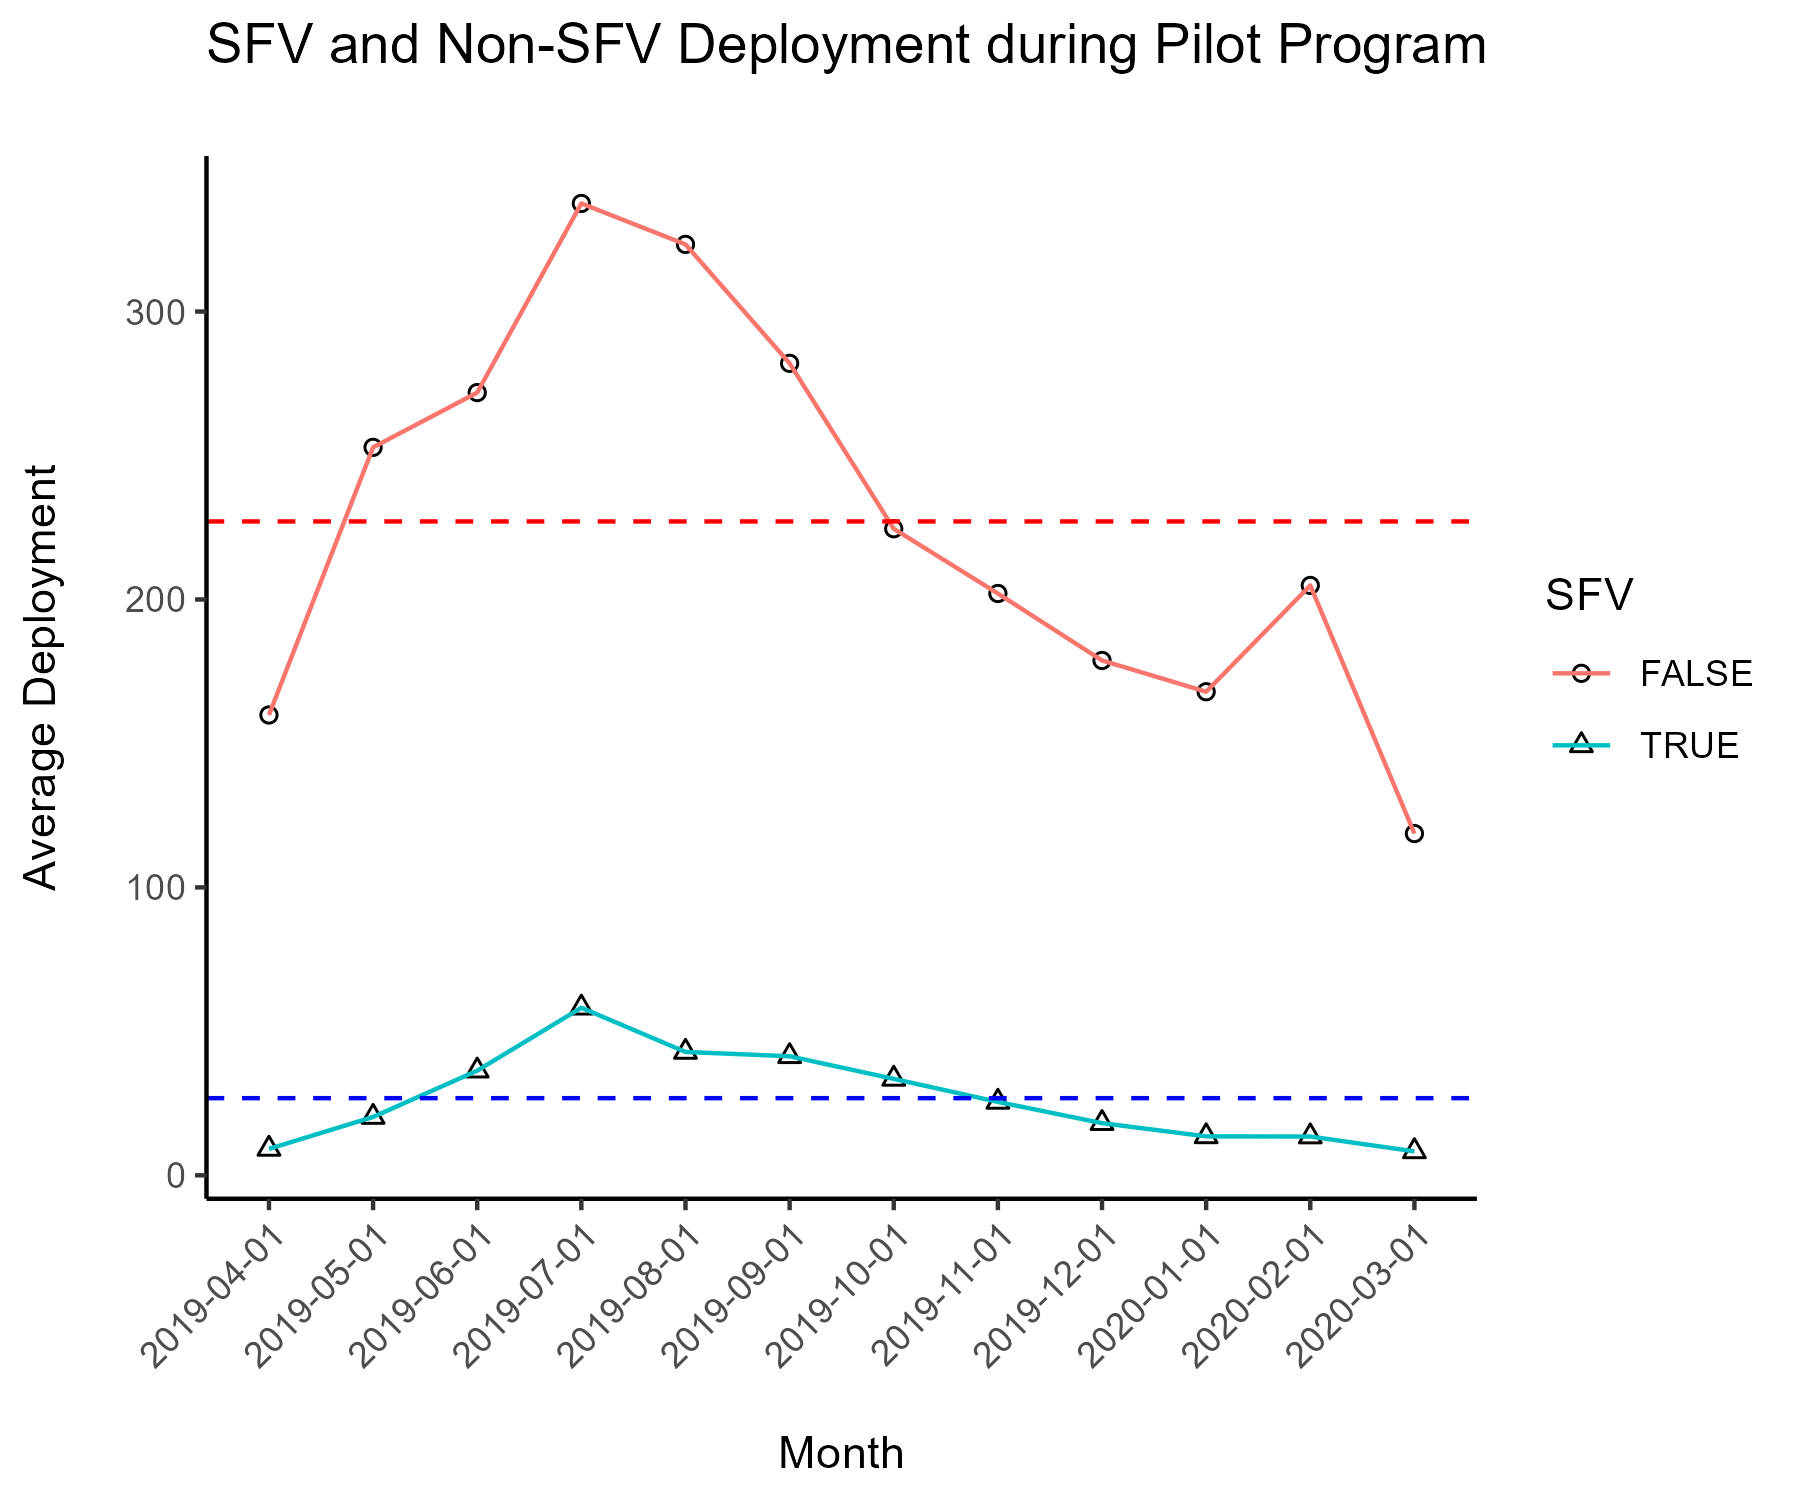 SFV and Non-SFV Deployment during Pilot Program
Average Deployment
300
200
100
0
2019-04-01
2019-05-01
2019-06-01
2019-07-01
2019-08-01
2019-09-01
2019-10-01
2019-11-01
2019-12-01
2020-01-01
2020-02-01
2020-03-01
Month
SFV
FALSE
TRUE